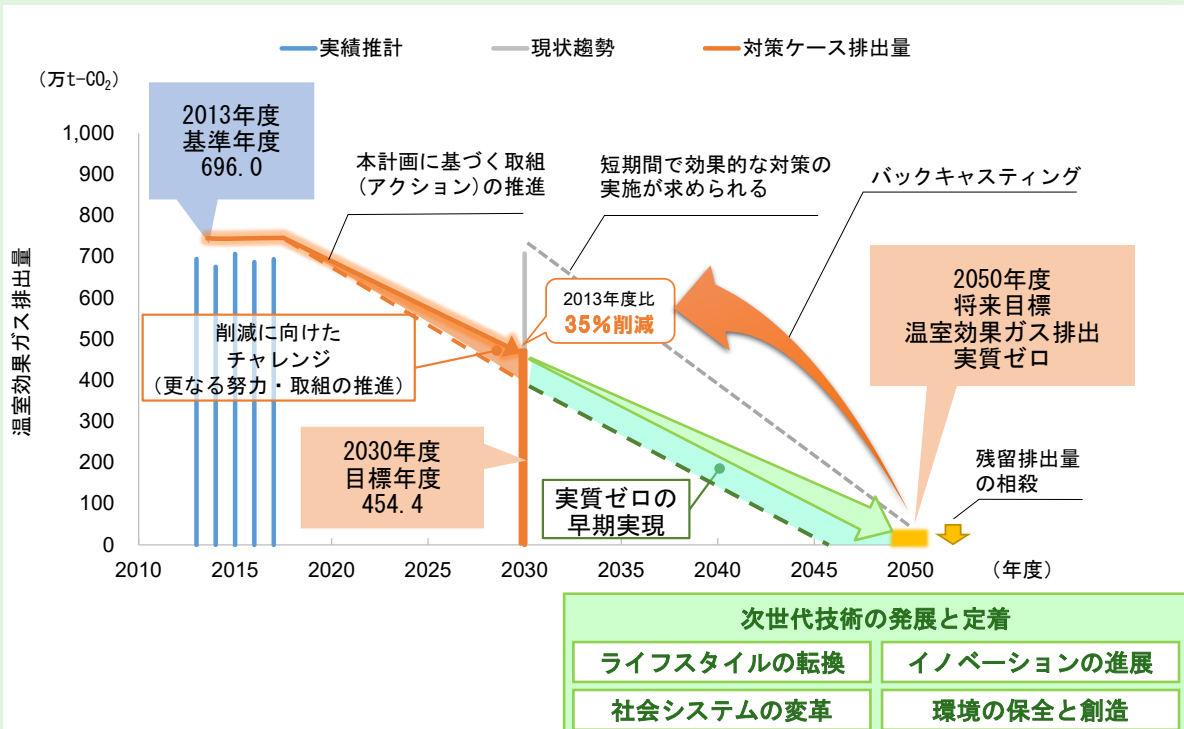 実績推計
現状趨勢
対策ケース排出量
（万t-CO₂）
2013年度
基準年度
696.0
本計画に基づく取組
（アクション）の推進
短期間で効果的な対策の
実施が求められる
バックキャスティング
1,000
900
800
700
600
500
400
300
200
100
0
温室効果ガス排出量
2013年度比
35%削減
2050年度
将来目標
温室効果ガス排出
実質ゼロ
削減に向けた
チャレンジ
（更なる努力・取組の推進）
2030年度
目標年度
454.4
実質ゼロの
早期実現
残留排出量
の相殺
2010
2015
2020
2025
2030
2035
2040
2045
2050
（年度）
次世代技術の発展と定着
ライフスタイルの転換
イノベーションの進展
社会システムの変革
環境の保全と創造